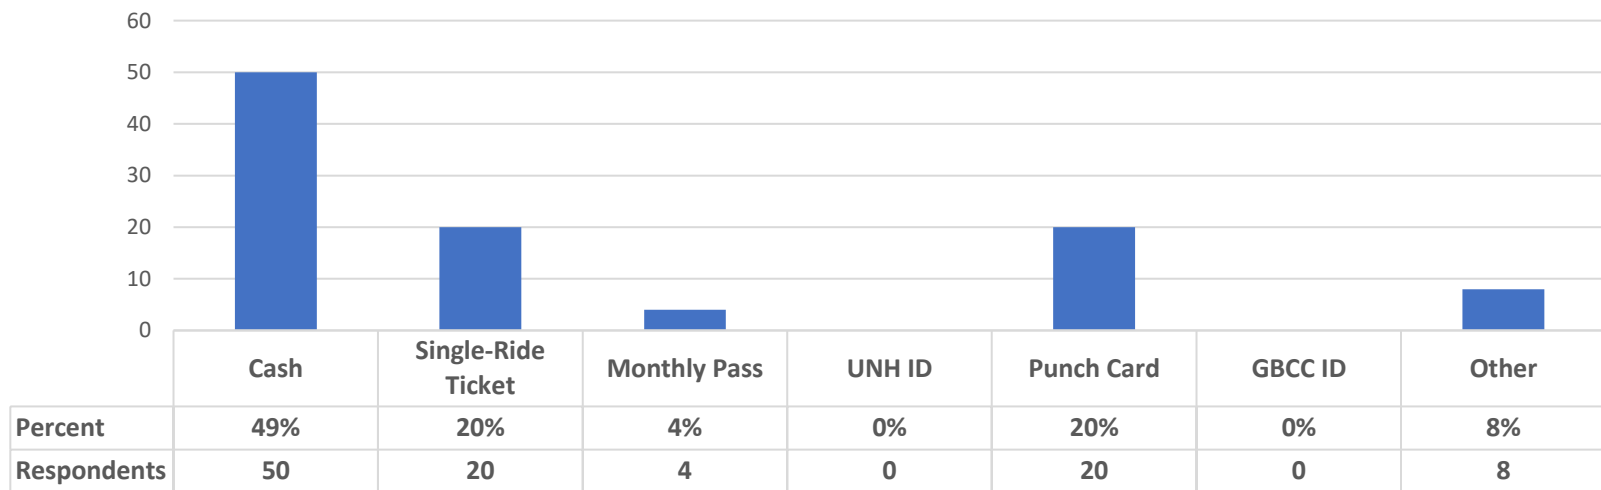 60
50
40
30
20
10
0
Cash Single-Ride Ticket Monthly Pass UNH ID Punch Card GBCC ID Other
Percent 49% 20% 4% 0% 20% 0% 8%
Respondents 50 20 4 0 20 0 8